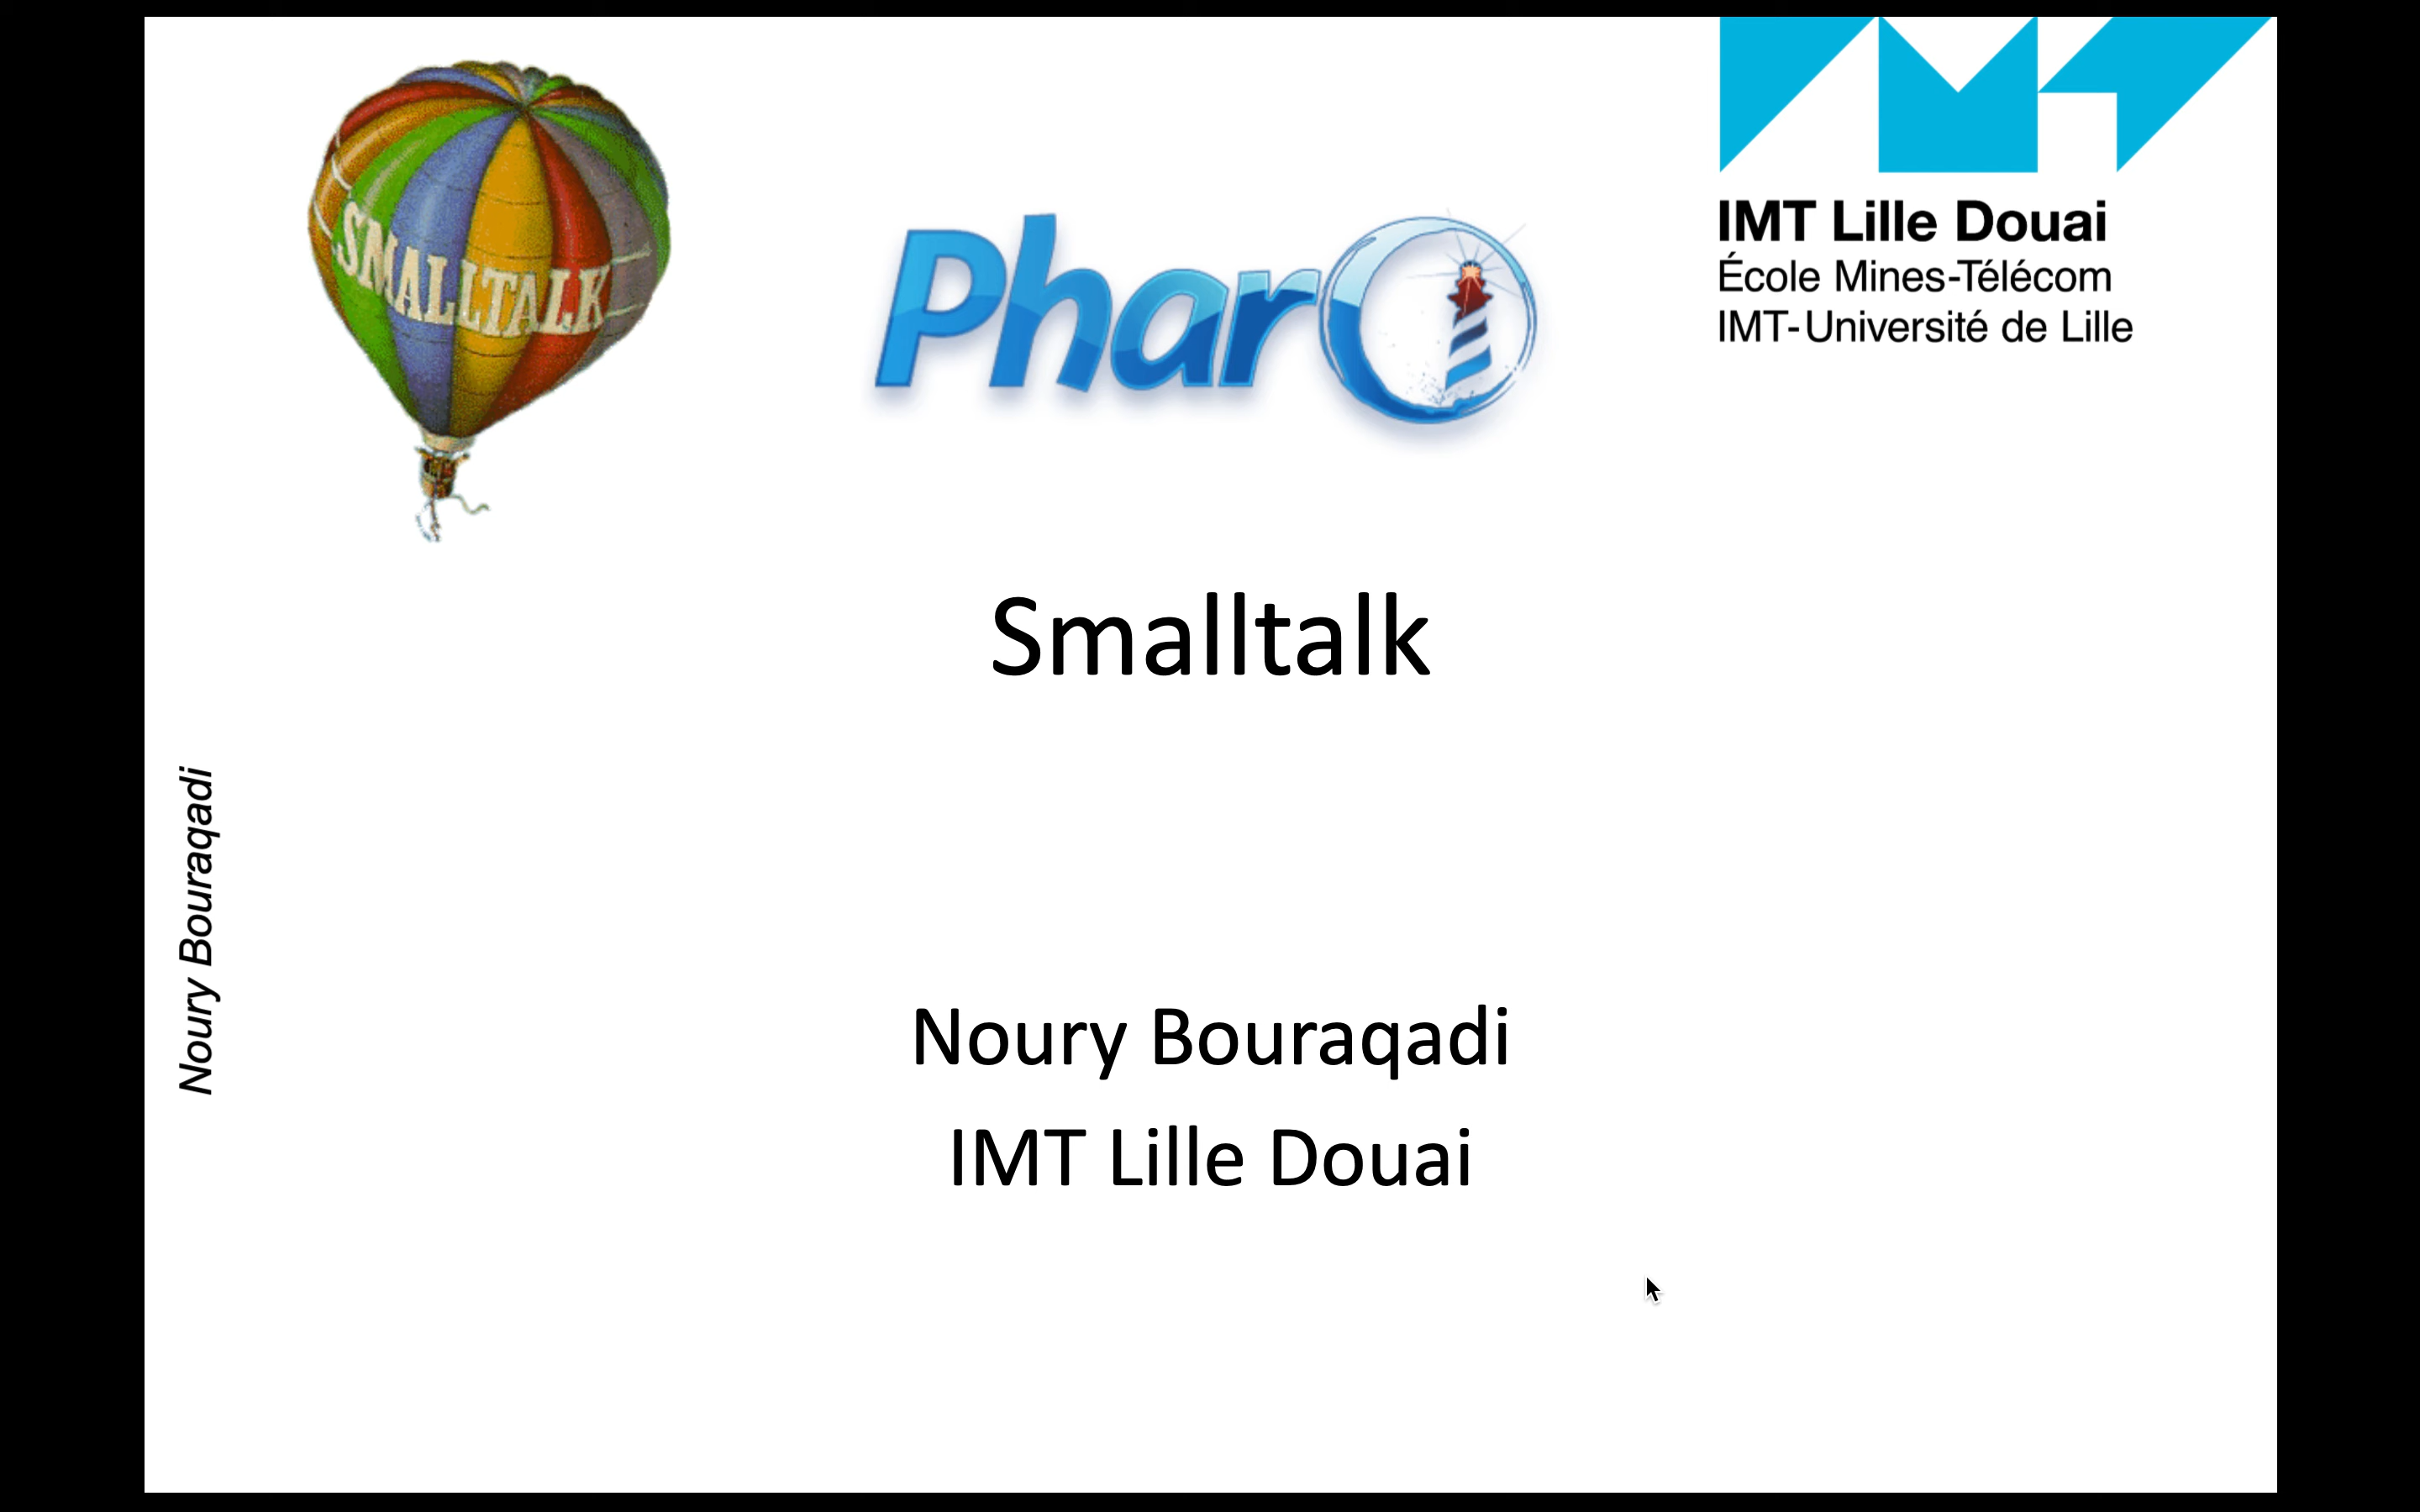 SMALLTALK
Pharo
IMT Lille Douai
École Mines-Télécom
IMT-Université de Lille
Smalltalk
Noury Bouraqadi
Noury Bouraqadi
IMT Lille Douai